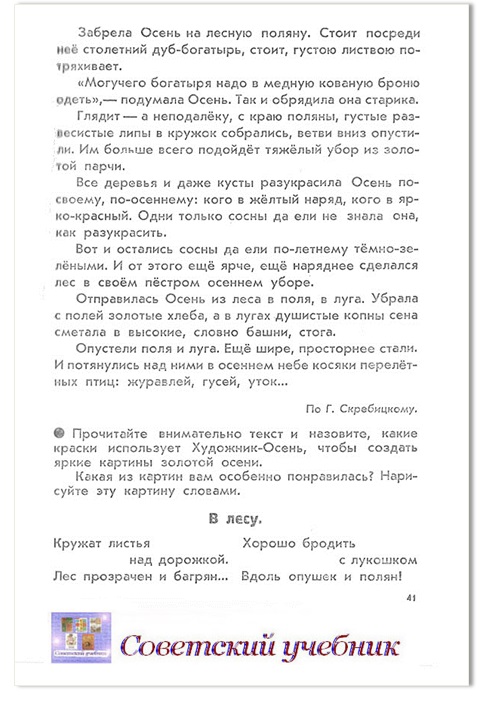 Забрела Осень на лесную поляну. Стоит посреди
неё столетний дуб-богатырь, стоит, густою листвою по-
тряхивает.
«Могучего богатыря надо в медную кованую броню
одеть»,— подумала Осень. Так и обрядила она старика.
Глядит — а неподалёку, с краю поляны, густые раз-
весистые липы в кружок собрались, ветви вниз опусти-
ли. Им больше всего подойдёт тяжёлый убор из золо-
той парчи.
Все деревья и даже кусты разукрасила Осень по-
своему, по-осеннему: кого в жёлтый наряд, кого в яр-
ко-красный. Одни только сосны да ели не знала она,
как разукрасить.
Вот и остались сосны да ели по-летнему тёмно-зе-
лёными. И от этого ещё ярче, ещё наряднее сделался
лес в своём пёстром осеннем уборе.
Отправилась Осень из леса в поля, в луга. Убрала
с полей золотые хлеба, а в лугах душистые копны сена
сметала в высокие, словно башни, стога.
Опустели поля и луга. Ещё шире, просторнее стали.
И потянулись над ними в осеннем небе косяки перелёт-
ных птиц: журавлей, гусей, уток...
По Г. Скребицкому.
Прочитайте внимательно текст и назовите, какие
краски использует Художник-Осень, чтобы создать
яркие картины золотой осени.
Какая из картин вам особенно понравилась? Нари-
суйте эту картину словами.
В лесу.
Кружат листья
над дорожкой.
Лес прозрачен и багрян...
Хорошо бродить
с лукошком
Вдоль опушек и полян!
41
Советский учебник
Советский учебник